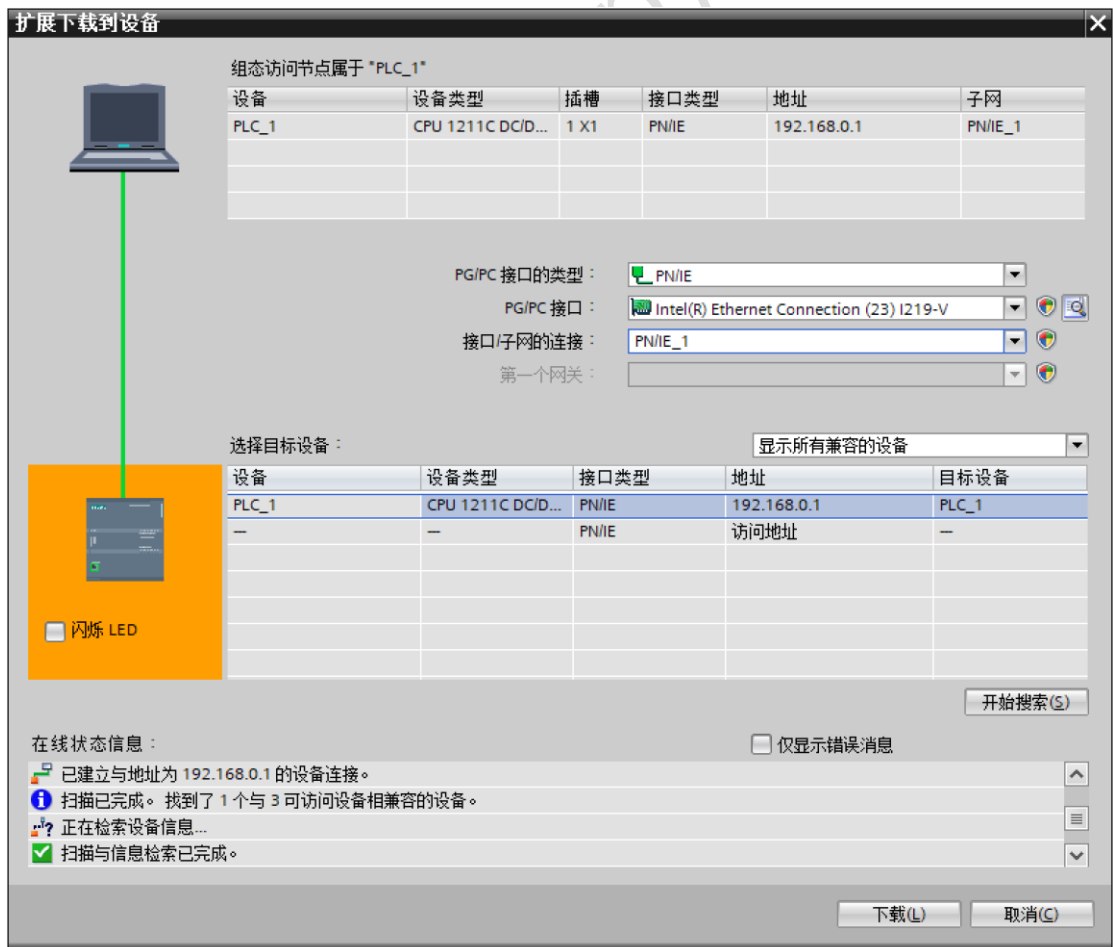 扩展下载到设备
组态访问节点属于 "PLC_1"
设备 设备类型 插槽 接口类型 地址 子网
PLC_1 CPU 1211C DC/D... 1 X1 PN/IE 192.168.0.1 PN/IE_1
PG/PC 接口的类型： PN/IE
PG/PC 接口： Intel(R) Ethernet Connection (23) I219-V
接口/子网的连接： PN/IE_1
第一个网关：
选择目标设备： 显示所有兼容的设备
设备 设备类型 接口类型 地址 目标设备
PLC_1 CPU 1211C DC/D... PN/IE 192.168.0.1 PLC_1
— — PN/IE 访问地址 —
闪烁 LED
开始搜索(S)
在线状态信息： 仅显示错误消息
已建立与地址为 192.168.0.1 的设备连接。
扫描已完成。 找到了 1 个与 3 可访问设备相兼容的设备。
正在检索设备信息...
扫描与信息检索已完成。
下载(L) 取消(C)